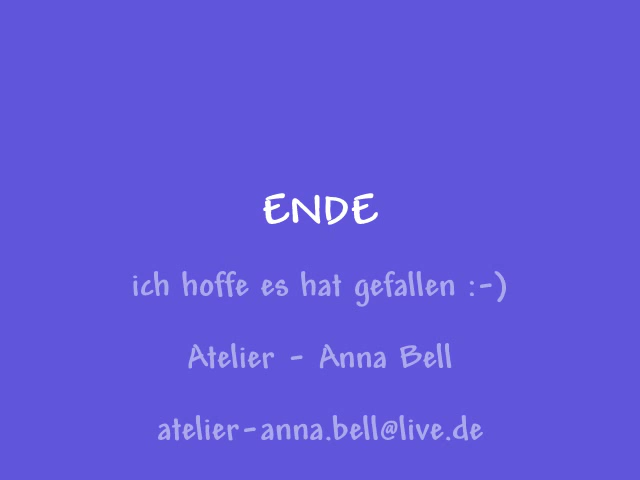 ENDE
ich hoffe es hat gefallen :-)
Atelier - Anna Bell
atelier-anna.bell@live.de